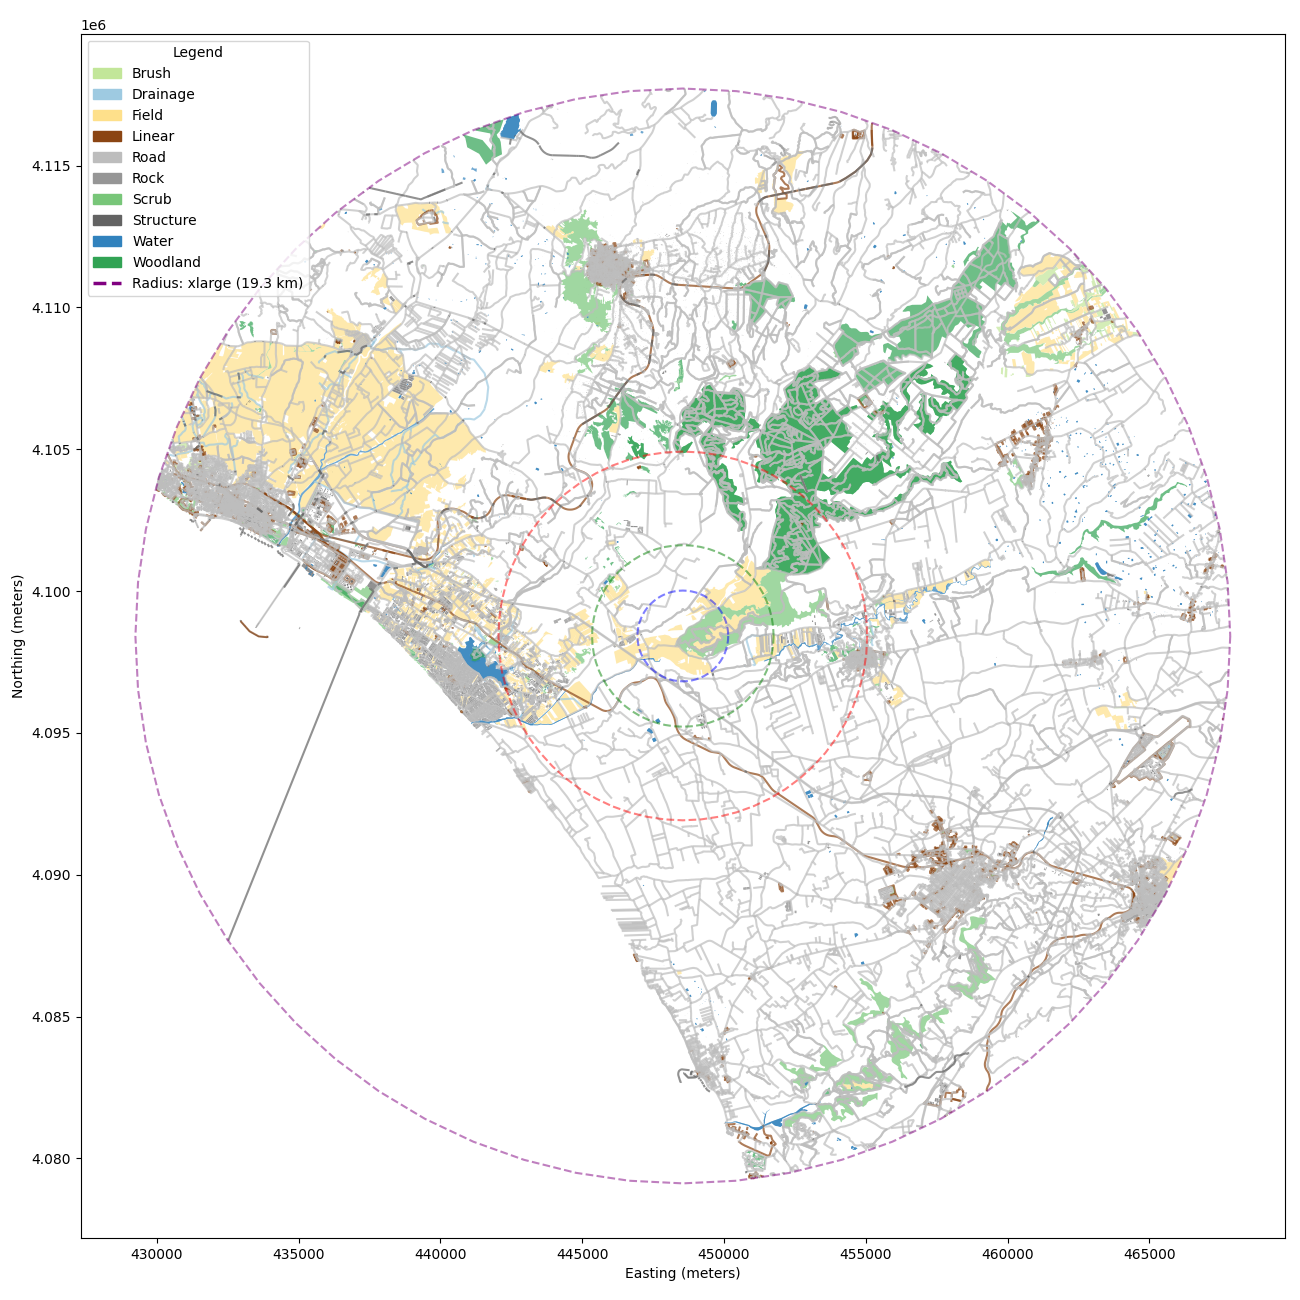 1e6
Legend
Brush
Drainage
Field
Linear
Road
Rock
Scrub
Structure
Water
Woodland
Radius: xlarge (19.3 km)
4.115
4.110
4.105
4.100
4.095
4.090
4.085
4.080
Northing (meters)
430000 435000 440000 445000 450000 455000 460000 465000
Easting (meters)